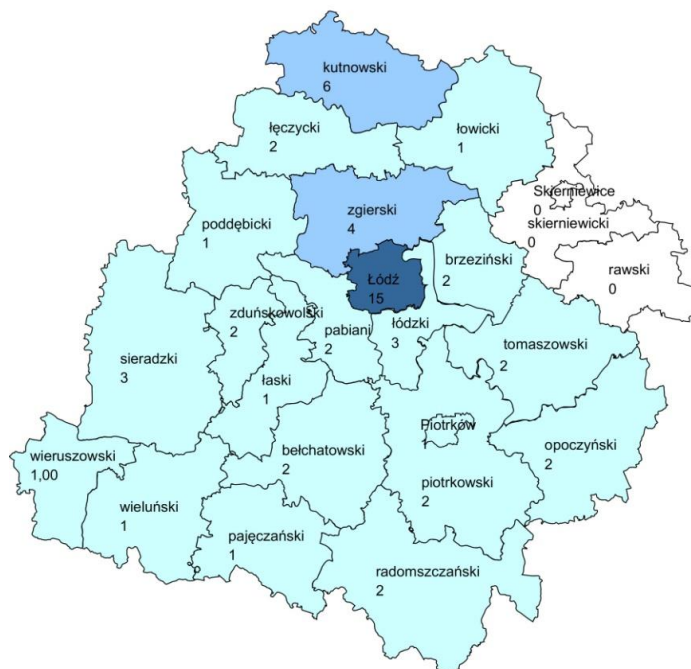 kutnowski
6
łęczycki
2
łowicki
1
Skierniewice
0
skierniewicki
0
rawski
0
poddębicki
1
zgierski
4
brzeziński
2
Łódź
15
zduńskowolski
2
pabiani
2
łódzki
3
tomaszowski
2
sieradzki
3
łaski
1
Piotrków
1
opoczyński
2
wieruszowski
1,00
wieluński
1
bełchatowski
2
piotrkowski
2
pajęczański
1
radomszczański
2